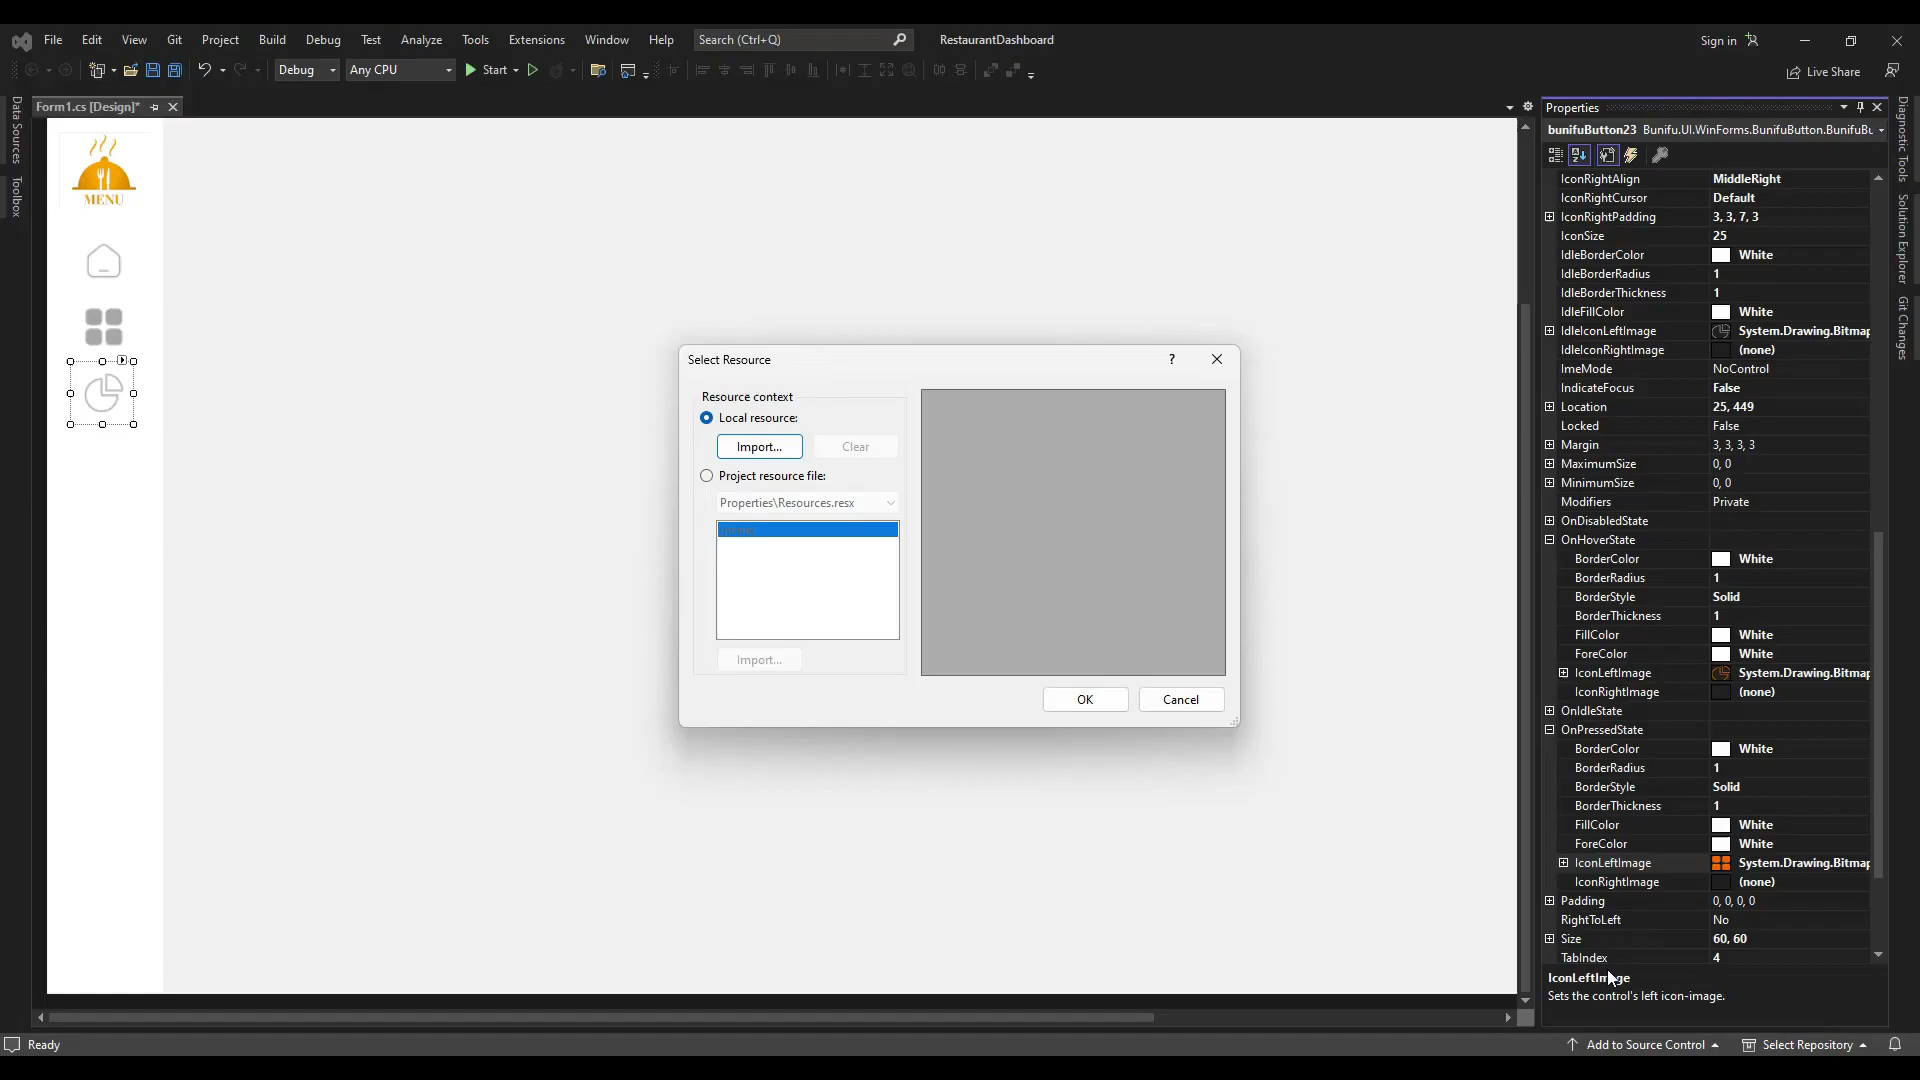 File Edit View Git Project Build Debug Test Analyze Tools Extensions Window Help Search (Ctrl+Q) RestaurantDashboard Sign in
Debug Any CPU Start Live Share
Form1.cs [Design]*
Data Sources
Toolbox
MENU
Select Resource ?
Resource context
Local resource:
Import... Clear
Project resource file:
Properties\Resources.resx
Import...
OK Cancel
Properties
bunifuButton23 Bunifu.UI.WinForms.BunifuButton.BunifuBu
IconRightAlign MiddleRight
IconRightCursor Default
IconRightPadding 3, 3, 7, 3
IconSize 25
IdleBorderColor White
IdleBorderRadius 1
IdleBorderThickness 1
IdleFillColor White
IdleIconLeftImage System.Drawing.Bitmap
IdleIconRightImage (none)
ImeMode NoControl
IndicateFocus False
Location 25, 449
Locked False
Margin 3, 3, 3, 3
MaximumSize 0, 0
MinimumSize 0, 0
Modifiers Private
OnDisabledState
OnHoverState
BorderColor White
BorderRadius 1
BorderStyle Solid
BorderThickness 1
FillColor White
ForeColor White
IconLeftImage System.Drawing.Bitmap
IconRightImage (none)
OnIdleState
OnPressedState
BorderColor White
BorderRadius 1
BorderStyle Solid
BorderThickness 1
FillColor White
ForeColor White
IconLeftImage System.Drawing.Bitmap
IconRightImage (none)
Padding 0, 0, 0, 0
RightToLeft No
Size 60, 60
TabIndex 4
IconLeftImage
Sets the control's left icon-image.
Diagnostic Tools
Solution Explorer
Git Changes
Ready Add to Source Control Select Repository